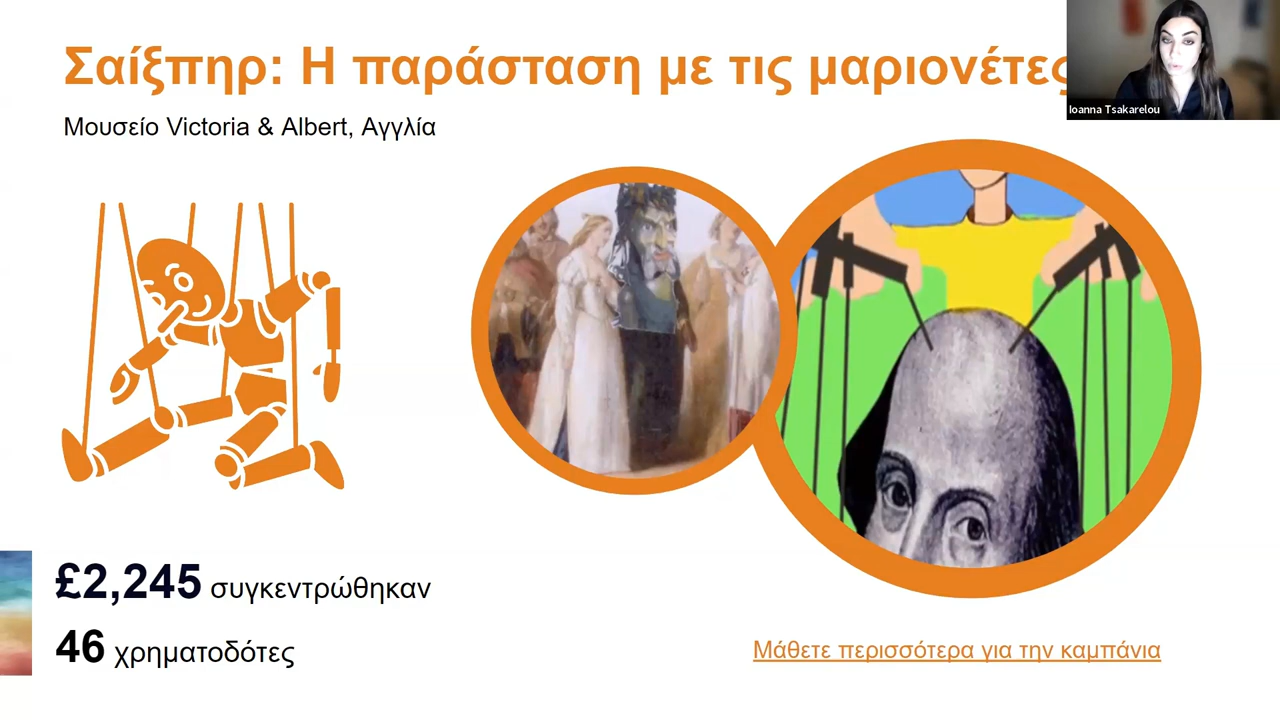 Σαίξπηρ: Η παράσταση με τις μαριονέτες
Ioanna Tsakarelou
Μουσείο Victoria & Albert, Αγγλία
£2,245 συγκεντρώθηκαν
46 χρηματοδότες
Μάθετε περισσότερα για την καμπάνια